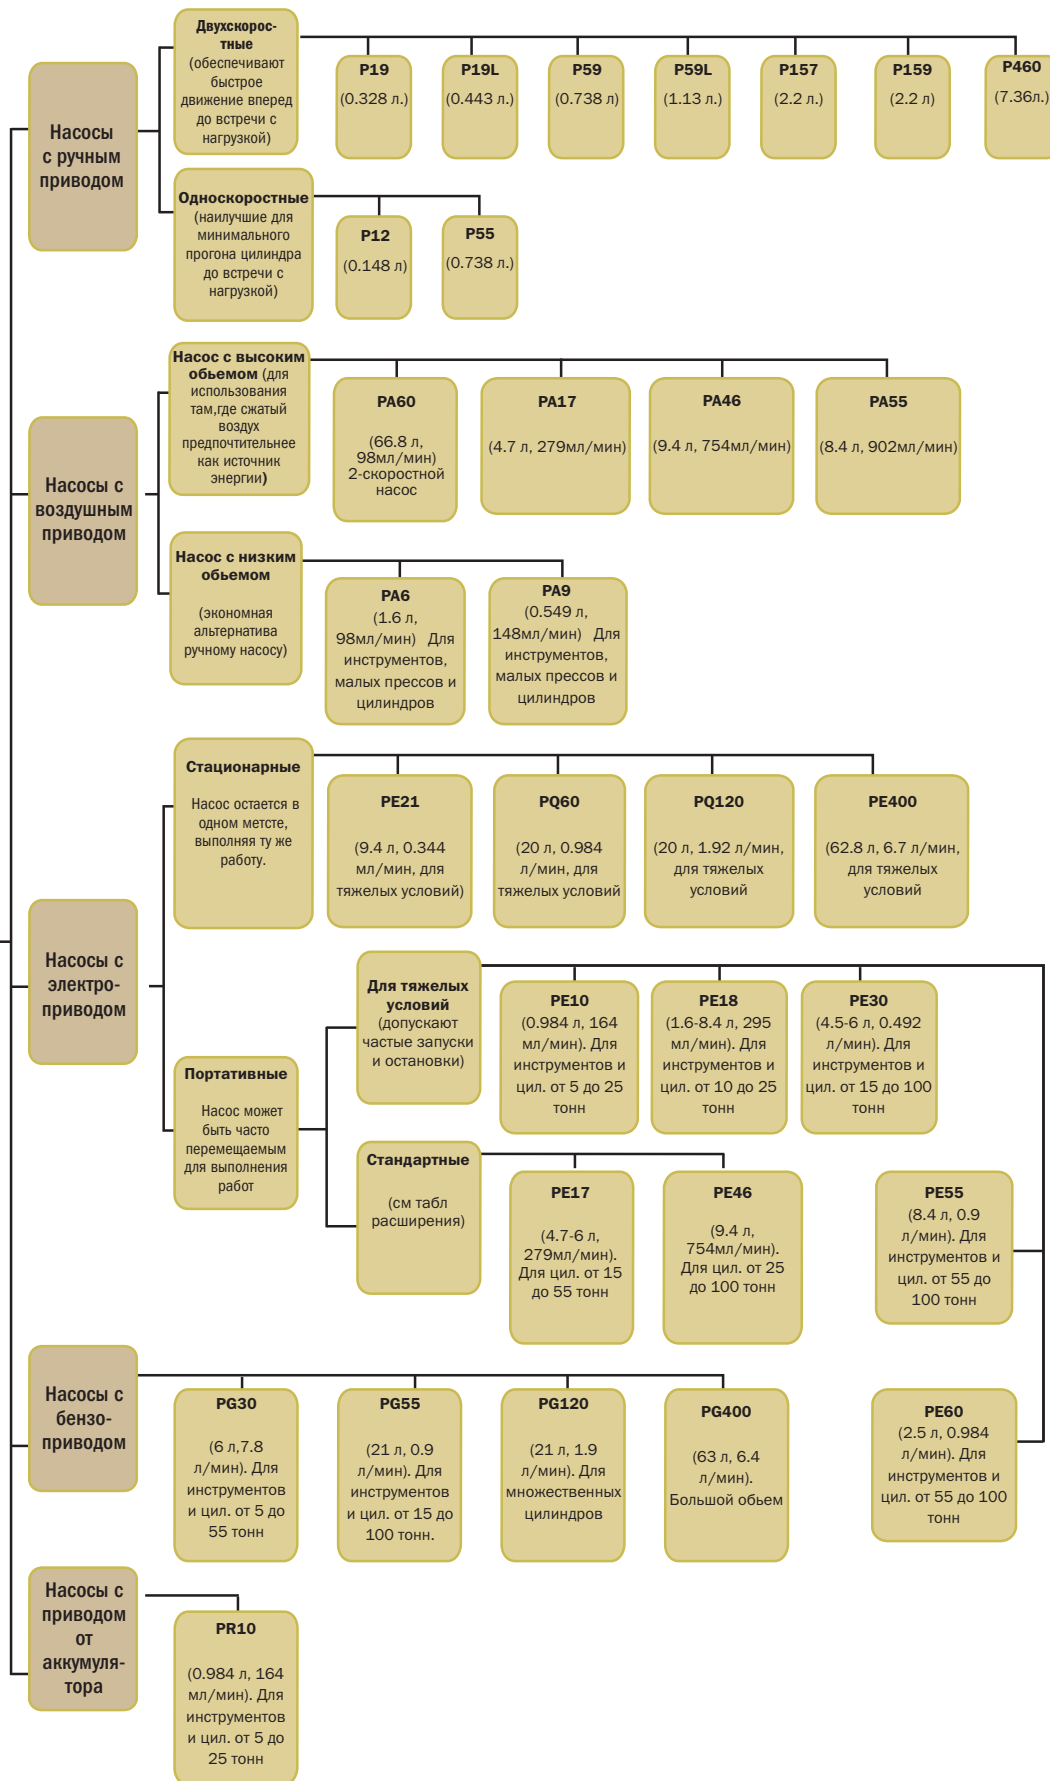 Насосы
с ручным
приводом
Двухскорос-
тные
(обеспечивают
быстрое
движение вперед
до встречи с
нагрузкой)
P19
(0.328 л.)
P19L
(0.443 л.)
P59
(0.738 л)
P59L
(1.13 л.)
P157
(2.2 л.)
P159
(2.2 л)
P460
(7.36л.)
Односкоростные
(наилучшие для
минимального
прогона цилиндра
до встречи с
нагрузкой)
P12
(0.148 л)
P55
(0.738 л.)
Насосы с
воздушным
приводом
Насос с высоким
обьемом (для
использования
там,где сжатый
воздух
предпочтительнее
как источник
энергии)
PA60
(66.8 л,
98мл/мин)
2-скоростной
насос
PA17
(4.7 л, 279мл/мин)
PA46
(9.4 л, 754мл/мин)
PA55
(8.4 л, 902мл/мин)
Насос с низким
обьемом
(экономная
альтернатива
ручному насосу)
PA6
(1.6 л,
98мл/мин) Для
инструментов,
малых прессов и
цилиндров
PA9
(0.549 л,
148мл/мин) Для
инструментов,
малых прессов и
цилиндров
Насосы с
электро-
приводом
Стационарные
Насос остается в
одном метсте,
выполняя ту же
работу.
PE21
(9.4 л, 0.344
мл/мин, для
тяжелых условий)
PQ60
(20 л, 0.984
л/мин, для
тяжелых условий
PQ120
(20 л, 1.92 л/мин,
для тяжелых
условий
PE400
(62.8 л, 6.7 л/мин,
для тяжелых
условий
Портативные
Насос может
быть часто
перемещаемым
для выполнения
работ
Для тяжелых
условий
(допускают
частые запуски
и остановки)
PE10
(0.984 л, 164
мл/мин). Для
инструментов и
цил. от 5 до 25
тонн
PE18
(1.6-8.4 л, 295
мл/мин). Для
инструментов и
цил. от 10 до 25
тонн
PE30
(4.5-6 л, 0.492
л/мин). Для
инструментов и
цил. от 15 до 100
тонн
Стандартные
(см табл
расширения)
PE17
(4.7-6 л,
279мл/мин).
Для цил. от 15
до 55 тонн
PE46
(9.4 л,
754мл/мин).
Для цил. от 25
до 100 тонн
PE55
(8.4 л, 0.9
л/мин). Для
инструментов и
цил. от 55 до
100 тонн
PE60
(2.5 л, 0.984
л/мин). Для
инструментов и
цил. от 55 до 100
тонн
Насосы с
бензо-
приводом
PG30
(6 л,7.8
л/мин). Для
инструментов
и цил. от 5 до
55 тонн
PG55
(21 л, 0.9
л/мин). Для
инструментов
и цил. от 15 до
100 тонн.
PG120
(21 л, 1.9
л/мин). Для
множественных
цилиндров
PG400
(63 л, 6.4
л/мин).
Большой обьем
Насосы с
приводом
от
аккумуля-
тора
PR10
(0.984 л, 164
мл/мин). Для
инструментов
и цил. от 5 до
25 тонн